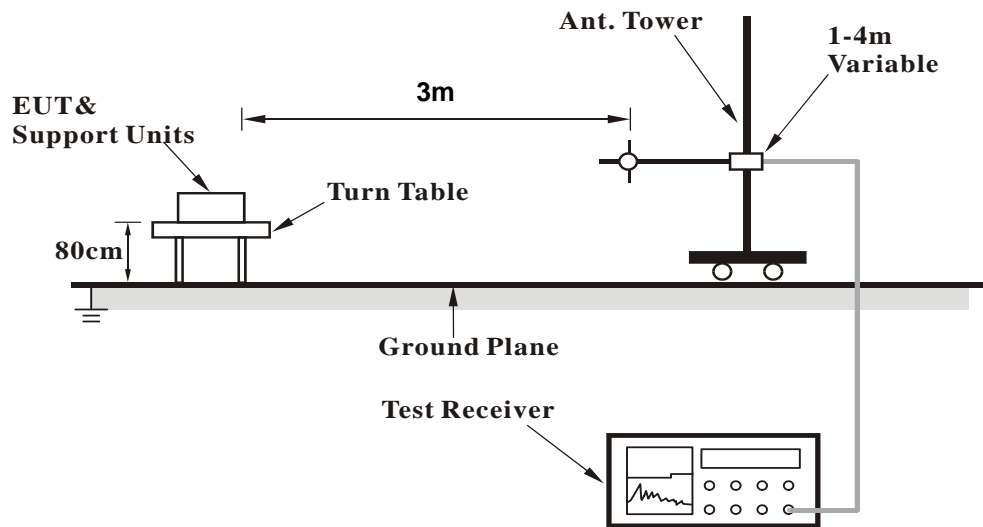 Ant. Tower
1-4m
Variable
3m
EUT&
Support Units
Turn Table
80cm
Ground Plane
Test Receiver